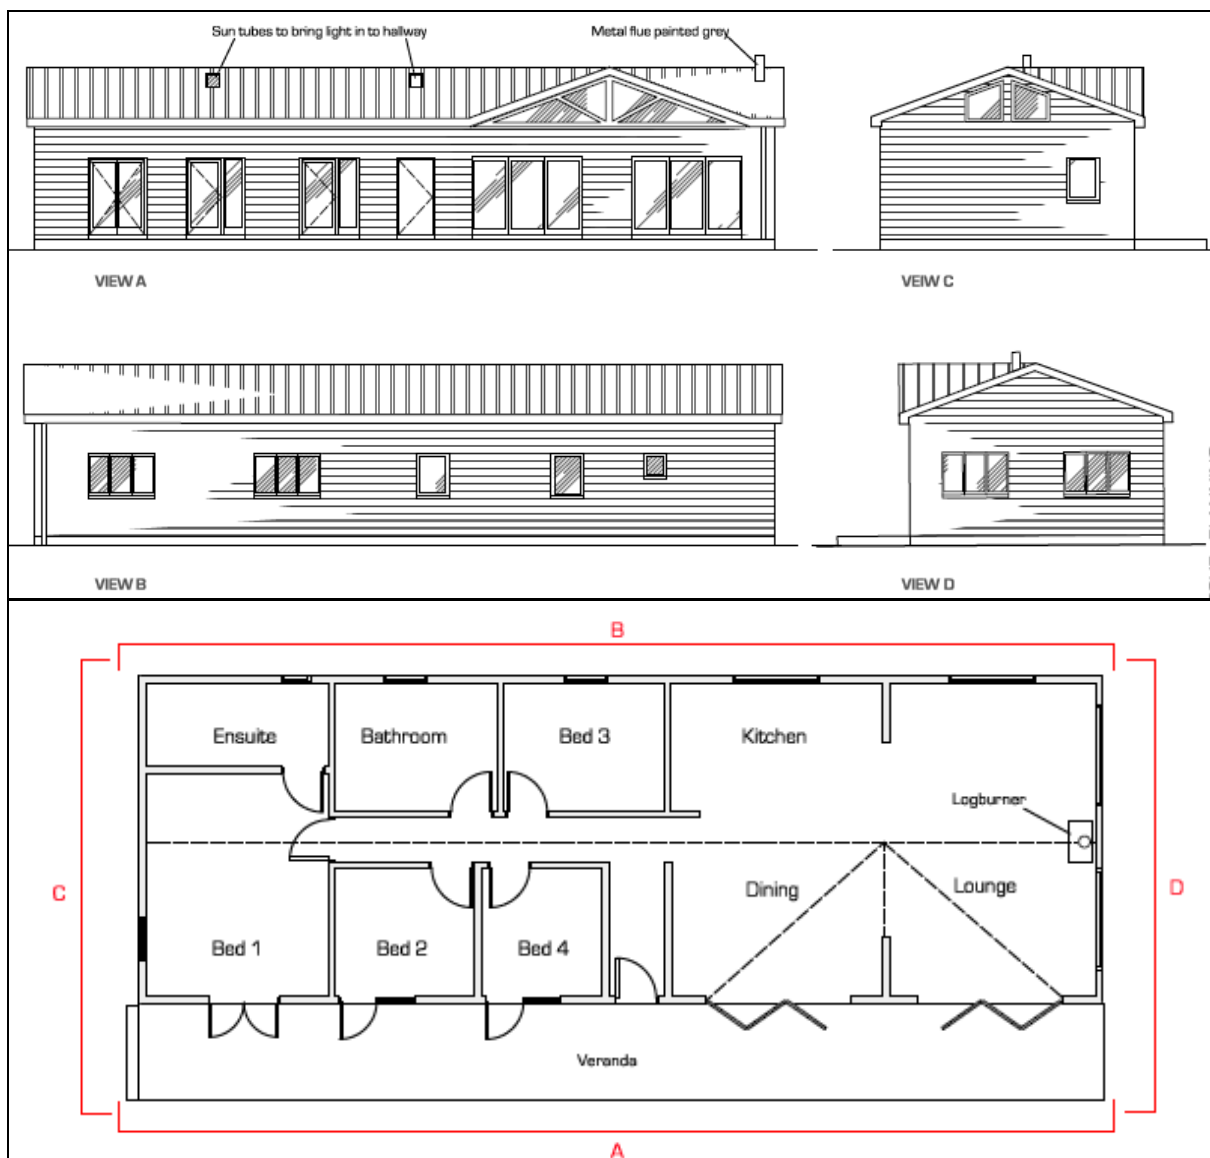 Sun tubes to bring light in to hallway
Metal flue painted grey
VIEW A
VEIW C
VIEW B
VIEW D
B
Ensuite
Bathroom
Bed 3
Kitchen
Logburner
C
Dining
Lounge
D
Bed 1
Bed 2
Bed 4
Veranda
A